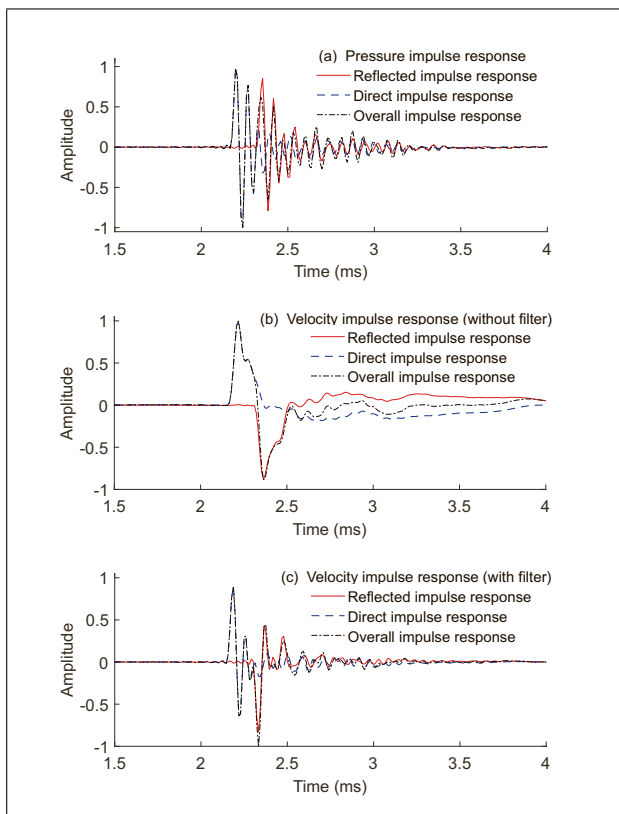 (a) Pressure impulse response
Reflected impulse response
Direct impulse response
Overall impulse response
1
0.5
0
-0.5
-1
Amplitude
1.5 2 2.5 3 3.5 4
Time (ms)
(b) Velocity impulse response (without filter)
Reflected impulse response
Direct impulse response
Overall impulse response
1
0.5
0
-0.5
-1
Amplitude
1.5 2 2.5 3 3.5 4
Time (ms)
(c) Velocity impulse response (with filter)
Reflected impulse response
Direct impulse response
Overall impulse response
1
0.5
0
-0.5
-1
Amplitude
1.5 2 2.5 3 3.5 4
Time (ms)